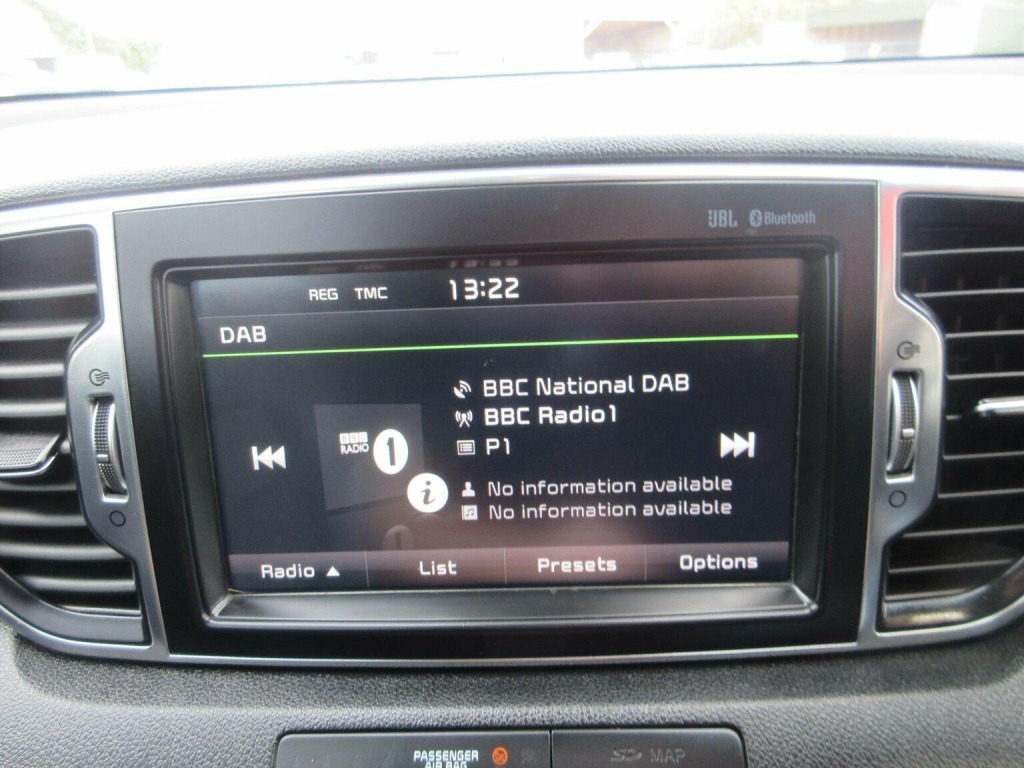 JBL Bluetooth
REG TMC 13:22
DAB
BBC National DAB
BBC Radio1
P1
BBC
RADIO
1
i
No information available
No information available
Radio List Presets Options
PASSENGER
AIR BAG
SD MAP